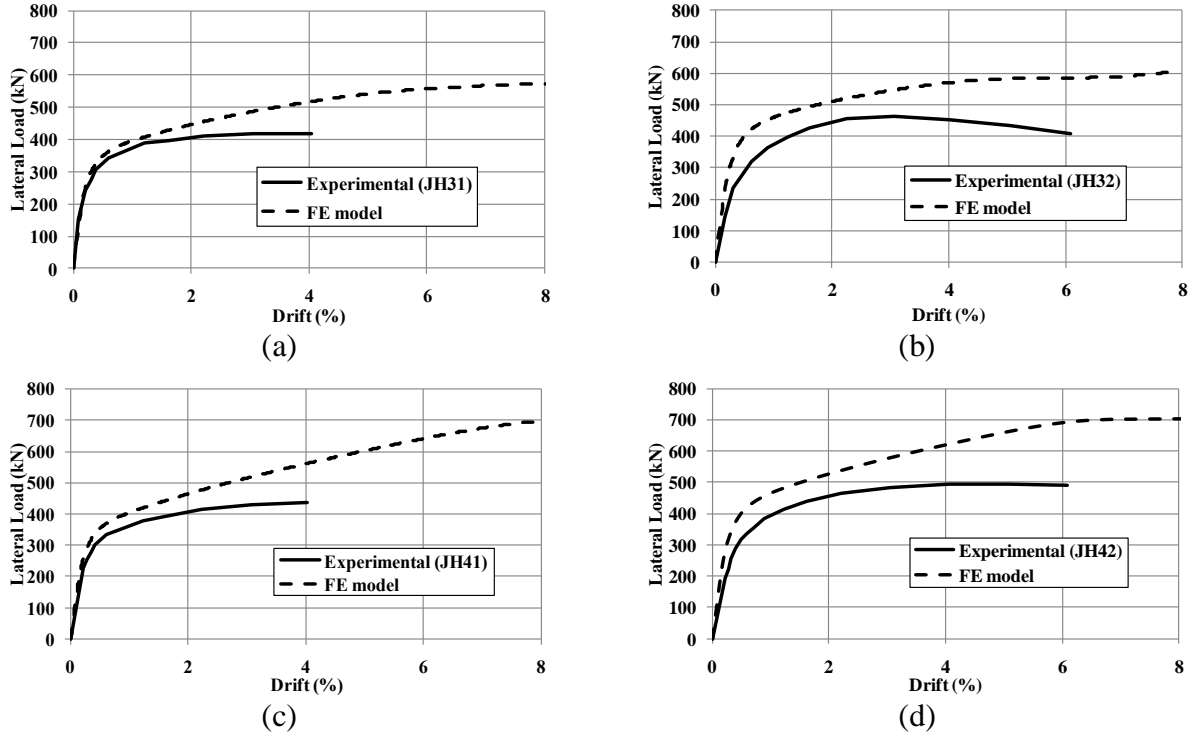 800
700
600
500
400
300
200
100
0
Lateral Load (kN)
Experimental (JH31)
FE model
0 2 4 6 8
Drift (%)
(a)
800
700
600
500
400
300
200
100
0
Lateral Load (kN)
Experimental (JH32)
FE model
0 2 4 6 8
Drift (%)
(b)
800
700
600
500
400
300
200
100
0
Lateral Load (kN)
Experimental (JH41)
FE model
0 2 4 6 8
Drift (%)
(c)
800
700
600
500
400
300
200
100
0
Lateral Load (kN)
Experimental (JH42)
FE model
0 2 4 6 8
Drift (%)
(d)